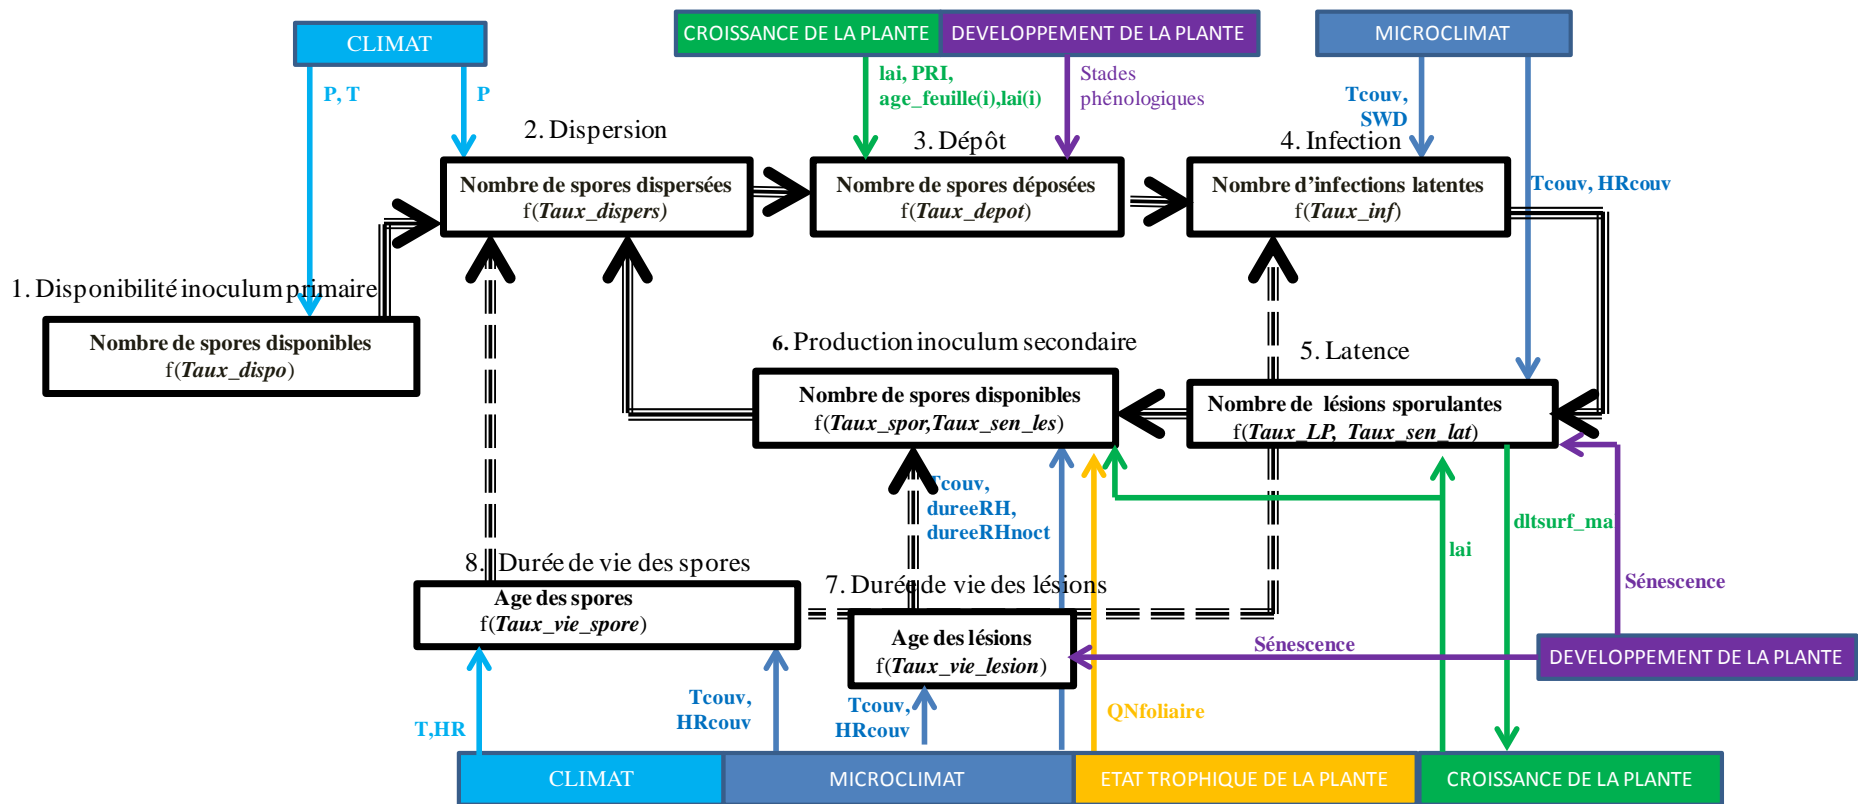 CLIMAT
CROISSANCE DE LA PLANTE
DEVELOPPEMENT DE LA PLANTE
MICROCLIMAT
P, T
P
lai, PRI,
age_feuille(i),lai(i)
Stades
phénologiques
Tcouv,
SWD
2. Dispersion
3. Dépôt
4. Infection
Nombre de spores dispersées
f(Taux_dispers)
Nombre de spores déposées
f(Taux_depot)
Nombre d'infections latentes
f(Taux_inf)
Tcouv, HRcouv
1. Disponibilité inoculum primaire
Nombre de spores disponibles
f(Taux_dispo)
6. Production inoculum secondaire
5. Latence
Nombre de spores disponibles
f(Taux_spor,Taux_sen_les)
Nombre de lésions sporulantes
f(Taux_LP, Taux_sen_lat)
Tcouv,
dureeRH,
dureeRHnoct
dltsurf_ma
lai
Sénescence
8. Durée de vie des spores
7. Durée de vie des lésions
Age des spores
f(Taux_vie_spore)
Age des lésions
f(Taux_vie_lesion)
Sénescence
DEVELOPPEMENT DE LA PLANTE
T,HR
Tcouv,
HRcouv
Tcouv,
HRcouv
QNfoliaire
CLIMAT
MICROCLIMAT
ETAT TROPHIQUE DE LA PLANTE
CROISSANCE DE LA PLANTE